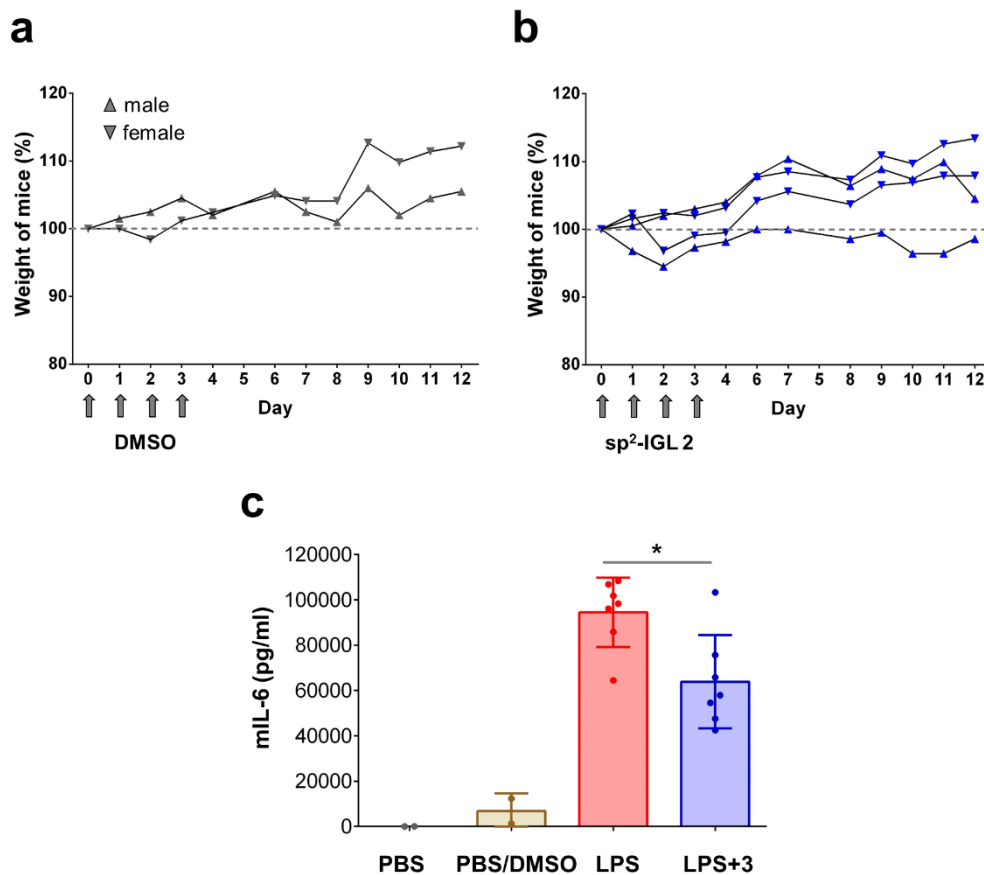 a
b
Weight of mice (%)
120
110
100
90
80
male
female
0 1 2 3 4 5 6 7 8 9 10 11 12
Day
DMSO
Weight of mice (%)
120
110
100
90
80
0 1 2 3 4 6 7 5 8 9 10 11 12
Day
sp²-IGL 2
c
mIL-6 (pg/ml)
120000
100000
80000
60000
40000
20000
0
*
PBS PBS/DMSO LPS LPS+3